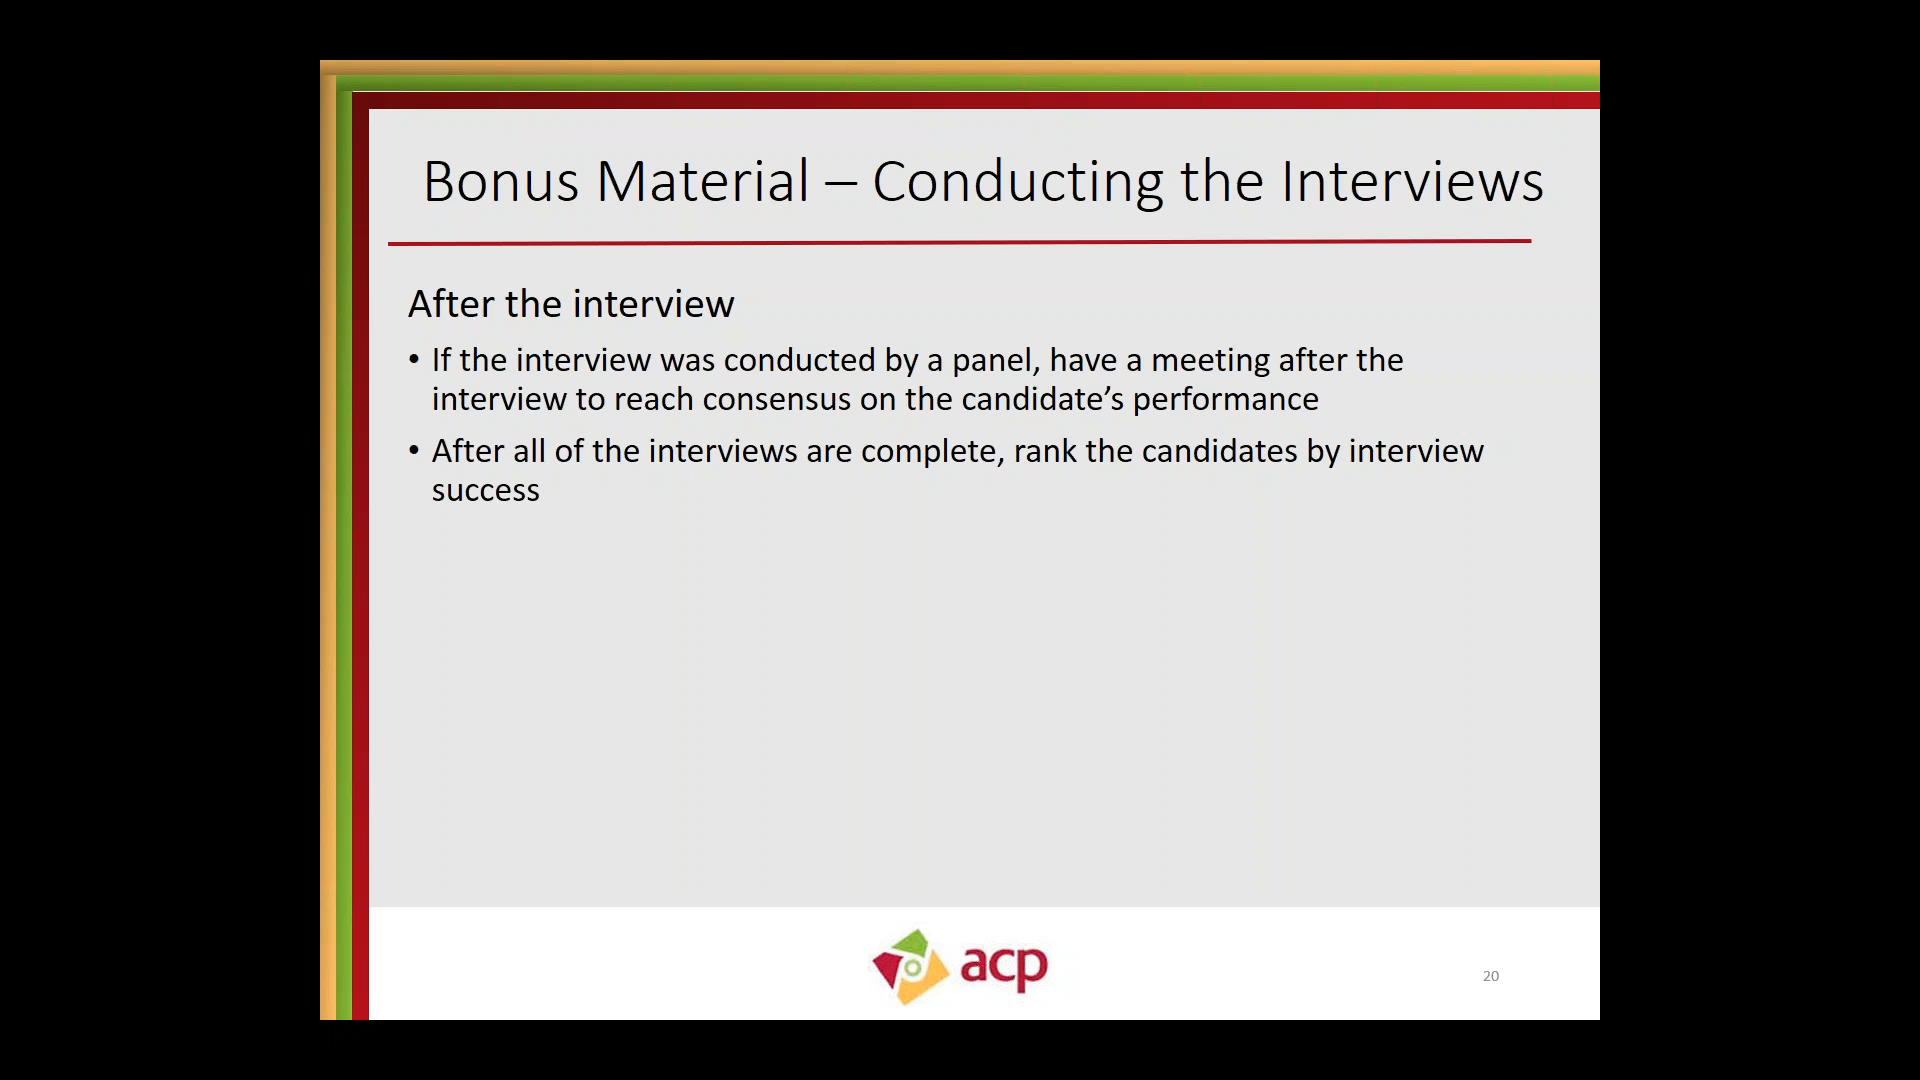 Bonus Material – Conducting the Interviews
After the interview
• If the interview was conducted by a panel, have a meeting after the
interview to reach consensus on the candidate’s performance
• After all of the interviews are complete, rank the candidates by interview
success
acp
20